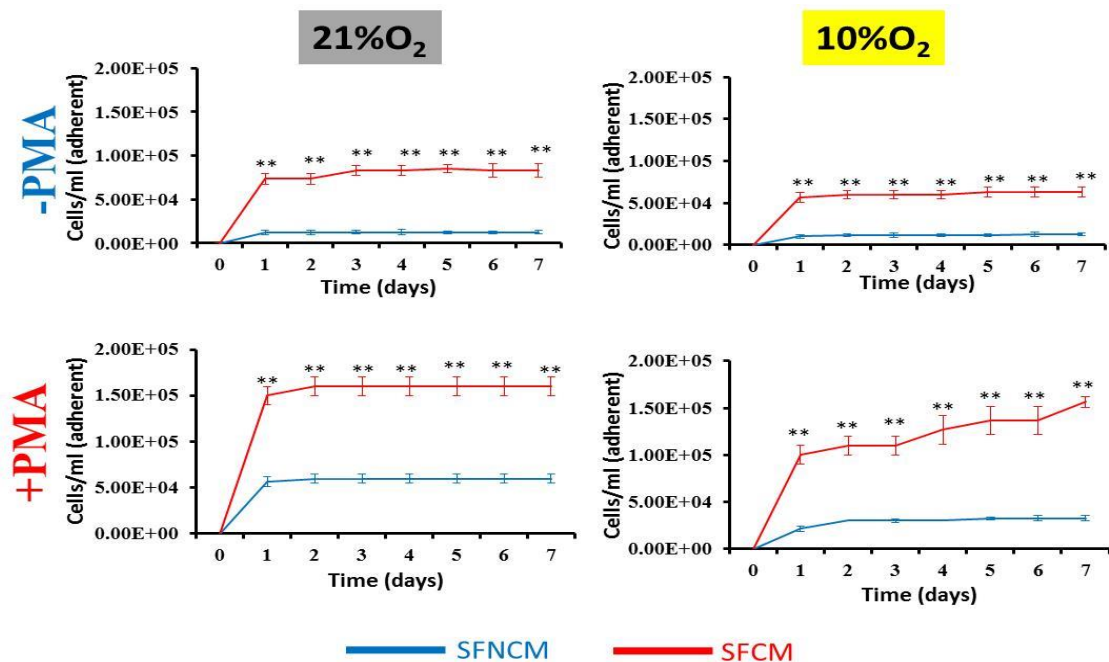 21%O₂
10%O₂
-PMA
Cells/ml (adherent)
2.00E+05
1.50E+05
1.00E+05
5.00E+04
0.00E+00
** ** ** ** ** ** **
0 1 2 3 4 5 6 7
Time (days)
Cells/ml (adherent)
2.00E+05
1.50E+05
1.00E+05
5.00E+04
0.00E+00
** ** ** ** ** ** **
0 1 2 3 4 5 6 7
Time (days)
+PMA
Cells/ml (adherent)
2.00E+05
1.50E+05
1.00E+05
5.00E+04
0.00E+00
** ** ** ** ** ** **
0 1 2 3 4 5 6 7
Time (days)
Cells/ml (adherent)
2.00E+05
1.50E+05
1.00E+05
5.00E+04
0.00E+00
** ** ** ** ** ** **
0 1 2 3 4 5 6 7
Time (days)
SFNCM
SFCM